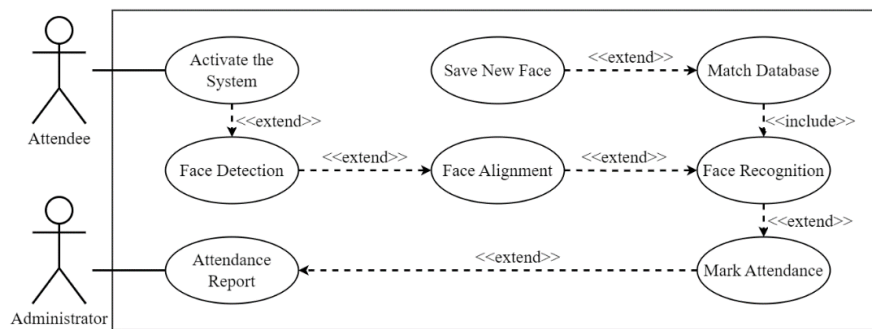 Activate the
System
Save New Face
<<extend>>
Match Database
<<extend>>
<<include>>
Attendee
Face Detection
<<extend>>
Face Alignment
<<extend>>
Face Recognition
<<extend>>
Attendance
Report
<<extend>>
Mark Attendance
Administrator